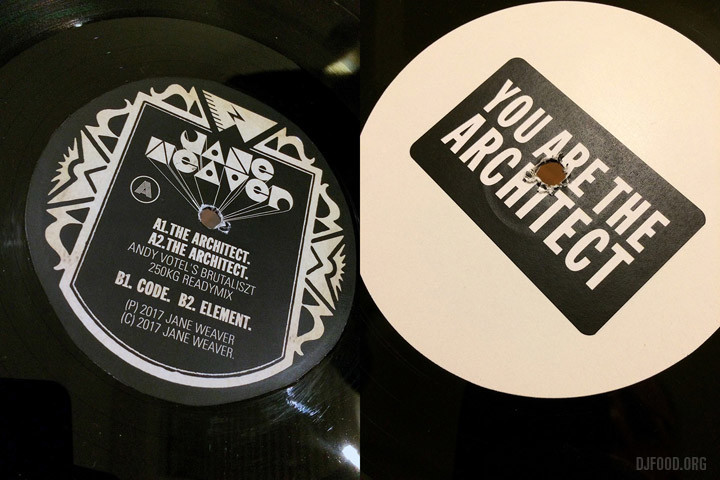 JANE
WEAVER
A
A1.THE ARCHITECT.
A2.THE ARCHITECT.
ANDY VOTEL'S BRUTALISZT
250KG READYMIX
B1. CODE. B2. ELEMENT.
(P) 2017 JANE WEAVER
(C) 2017 JANE WEAVER.
YOU ARE THE
ARCHITECT
DJFOOD.ORG